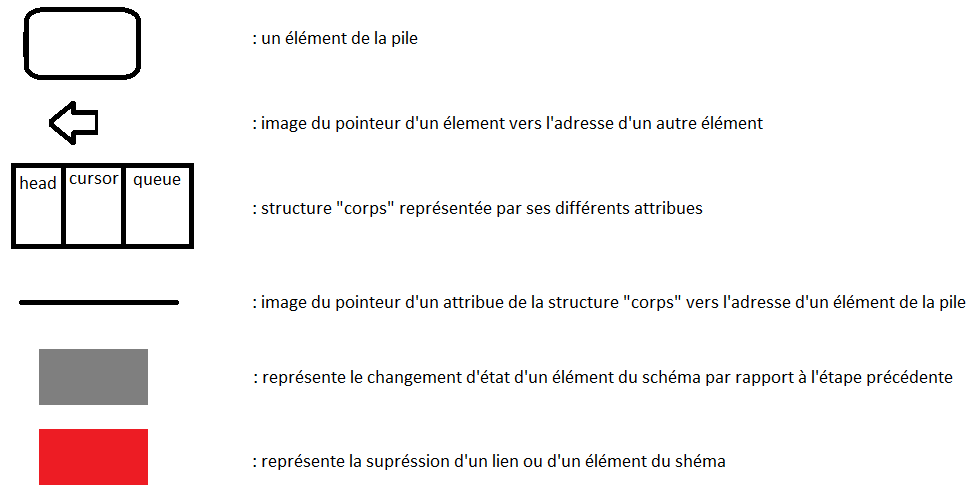 : un élément de la pile
: image du pointeur d'un élement vers l'adresse d'un autre élément
head cursor queue
: structure "corps" représentée par ses différents attribues
: image du pointeur d'un attribue de la structure "corps" vers l'adresse d'un élément de la pile
: représente le changement d'état d'un élément du schéma par rapport à l'étape précédente
: représente la supréssion d'un lien ou d'un élément du shéma